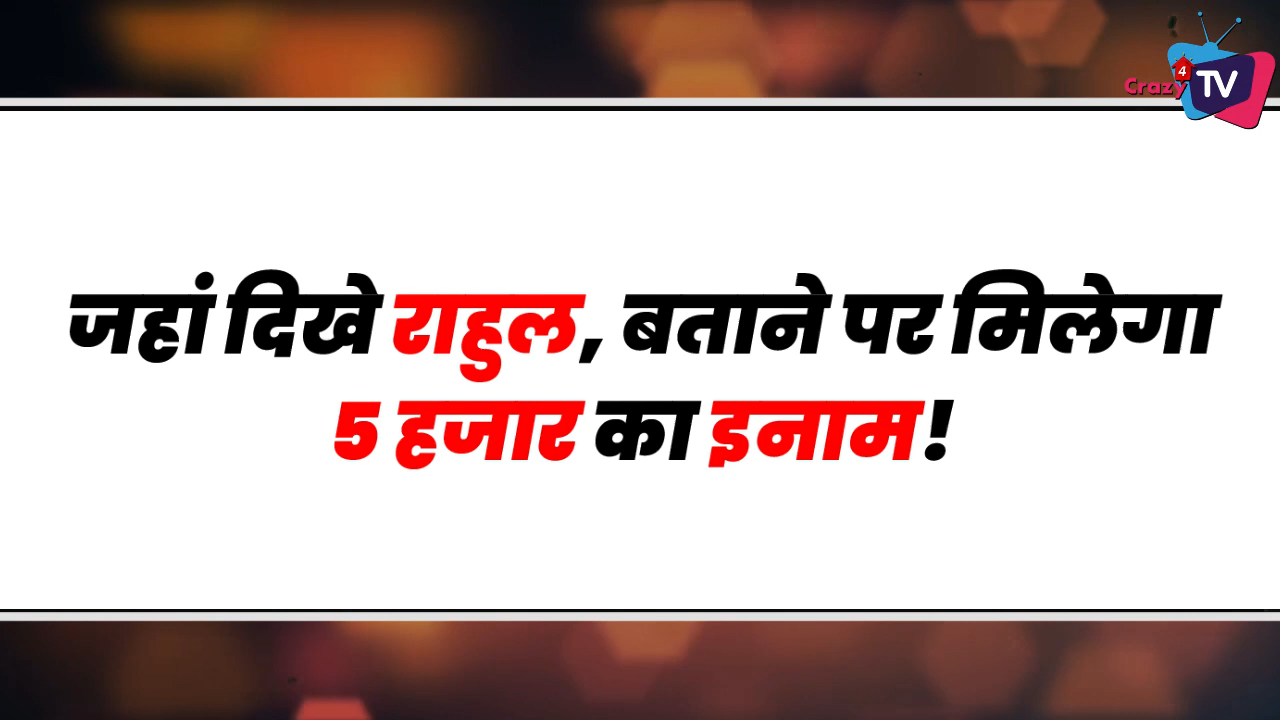 Crazy 4 TV
जहां दिखे राहुल, बताने पर मिलेगा
5 हजार का इनाम!